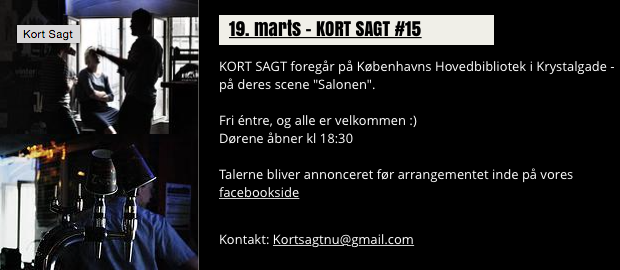 Kort Sagt
19. marts - KORT SAGT #15
KORT SAGT foregår på Københavns Hovedbibliotek i Krystalgade -
på deres scene "Salonen".
Fri éntre, og alle er velkommen :)
Dørene åbner kl 18:30
Talerne bliver annonceret før arrangementet inde på vores
facebookside
Kontakt: Kortsagtnu@gmail.com